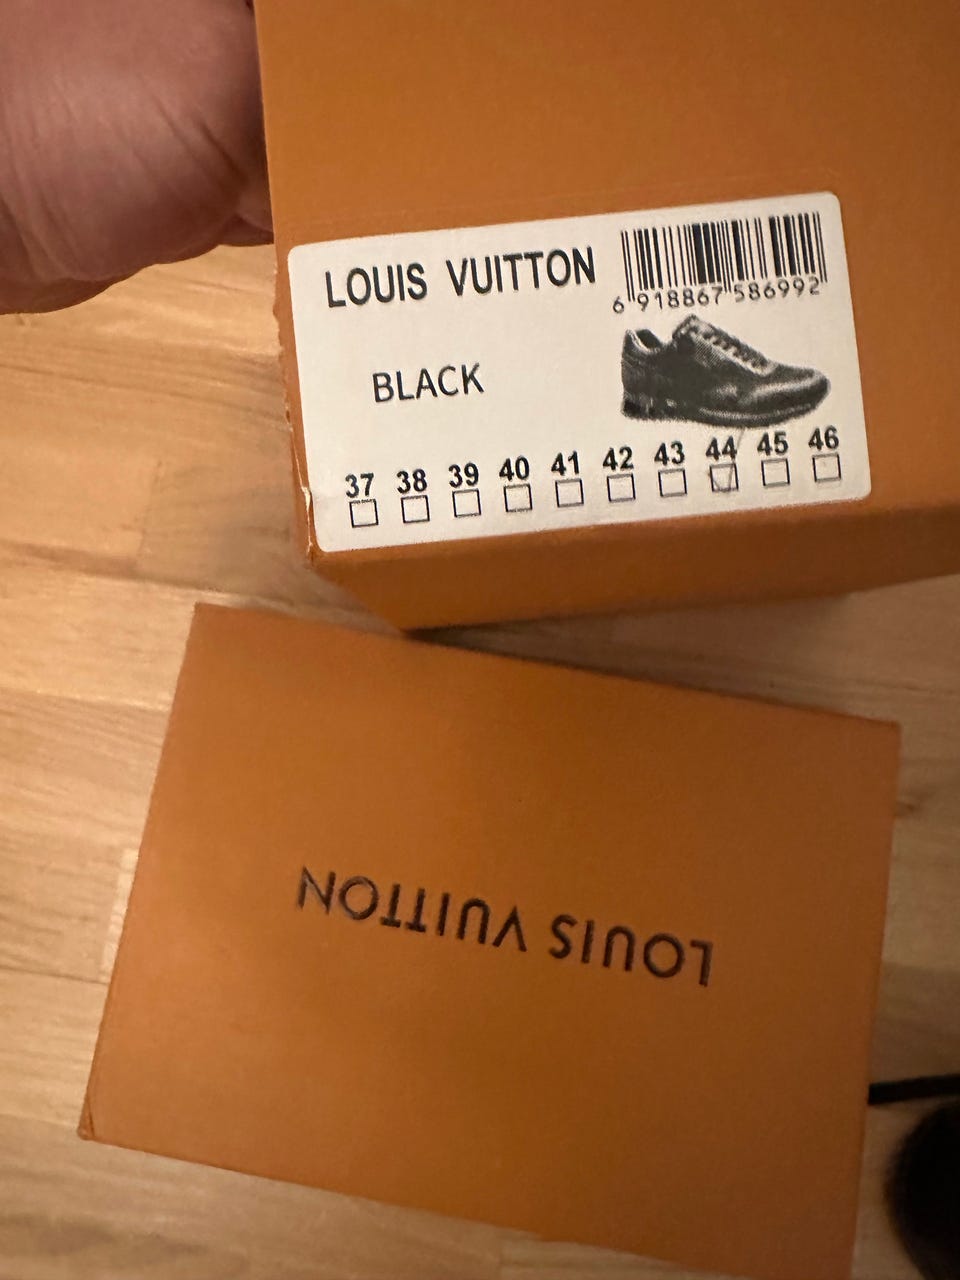 LOUIS VUITTON
6 918867 586992
BLACK
37 38 39 40 41 42 43 44 45 46
LOUIS VUITTON